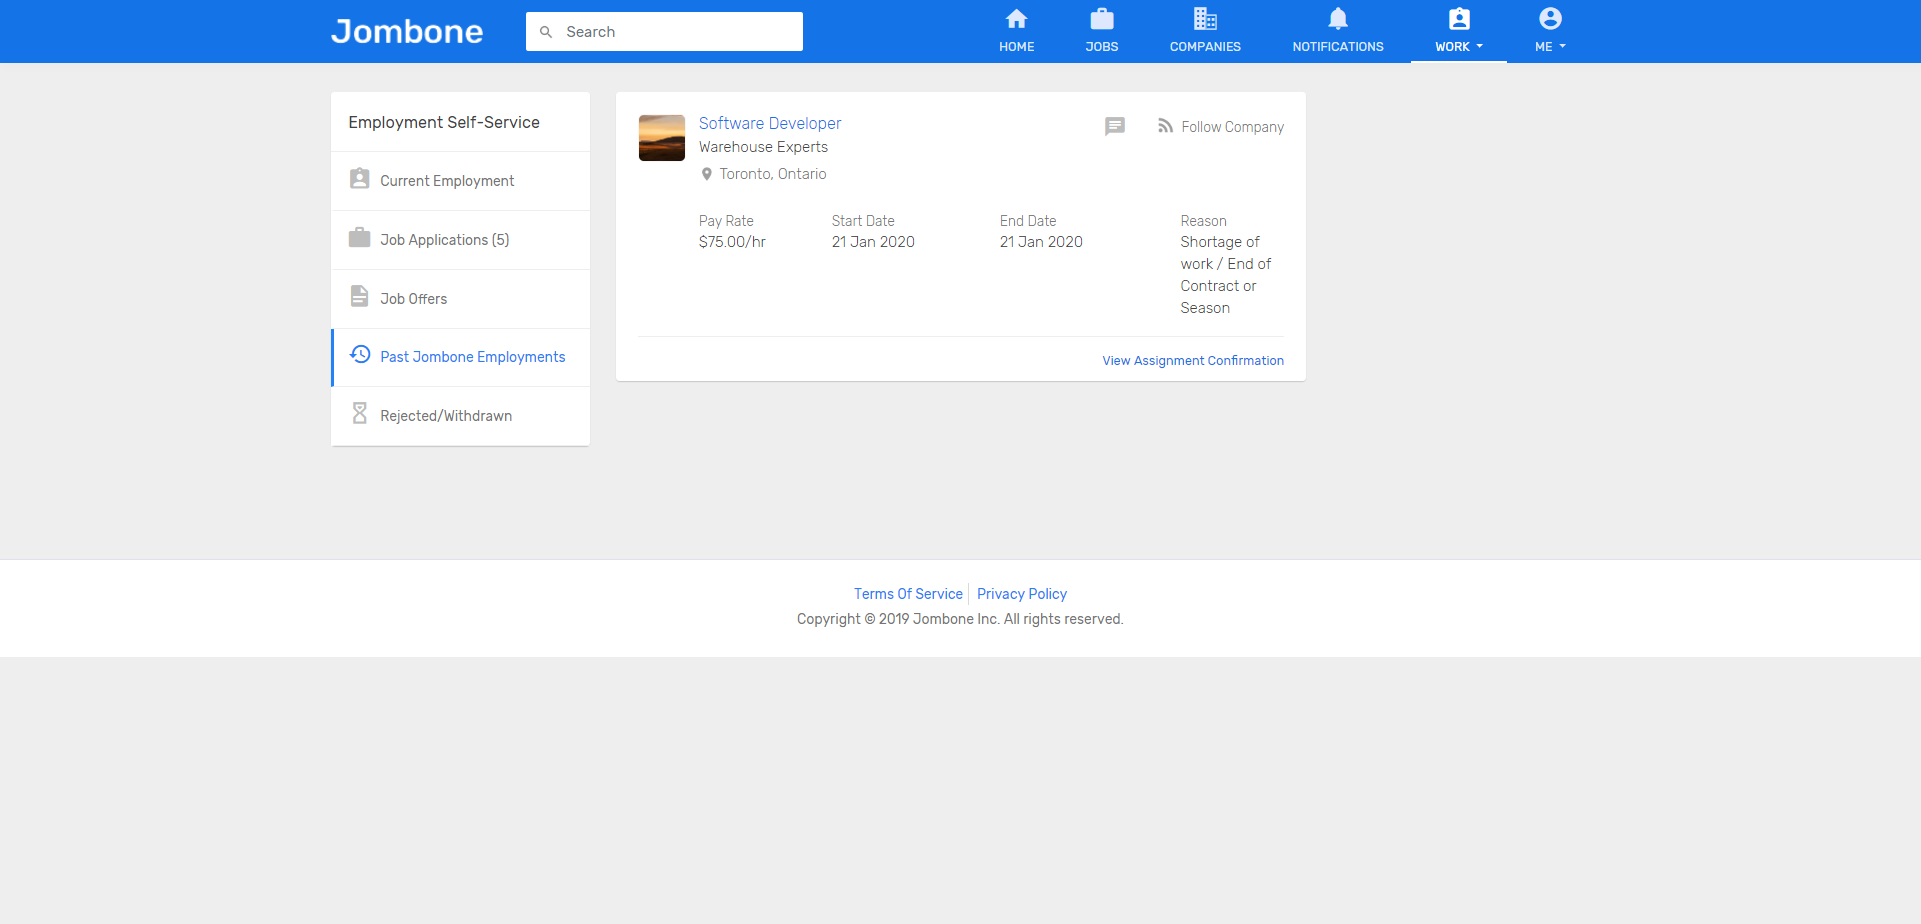 Jombone
Search
HOME
JOBS
COMPANIES
NOTIFICATIONS
WORK
ME
Employment Self-Service
Current Employment
Job Applications (5)
Job Offers
Past Jombone Employments
Rejected/Withdrawn
Software Developer
Follow Company
Warehouse Experts
Toronto, Ontario
Pay Rate
$75.00/hr
Start Date
21 Jan 2020
End Date
21 Jan 2020
Reason
Shortage of
work / End of
Contract or
Season
View Assignment Confirmation
Terms Of Service
Privacy Policy
Copyright © 2019 Jombone Inc. All rights reserved.